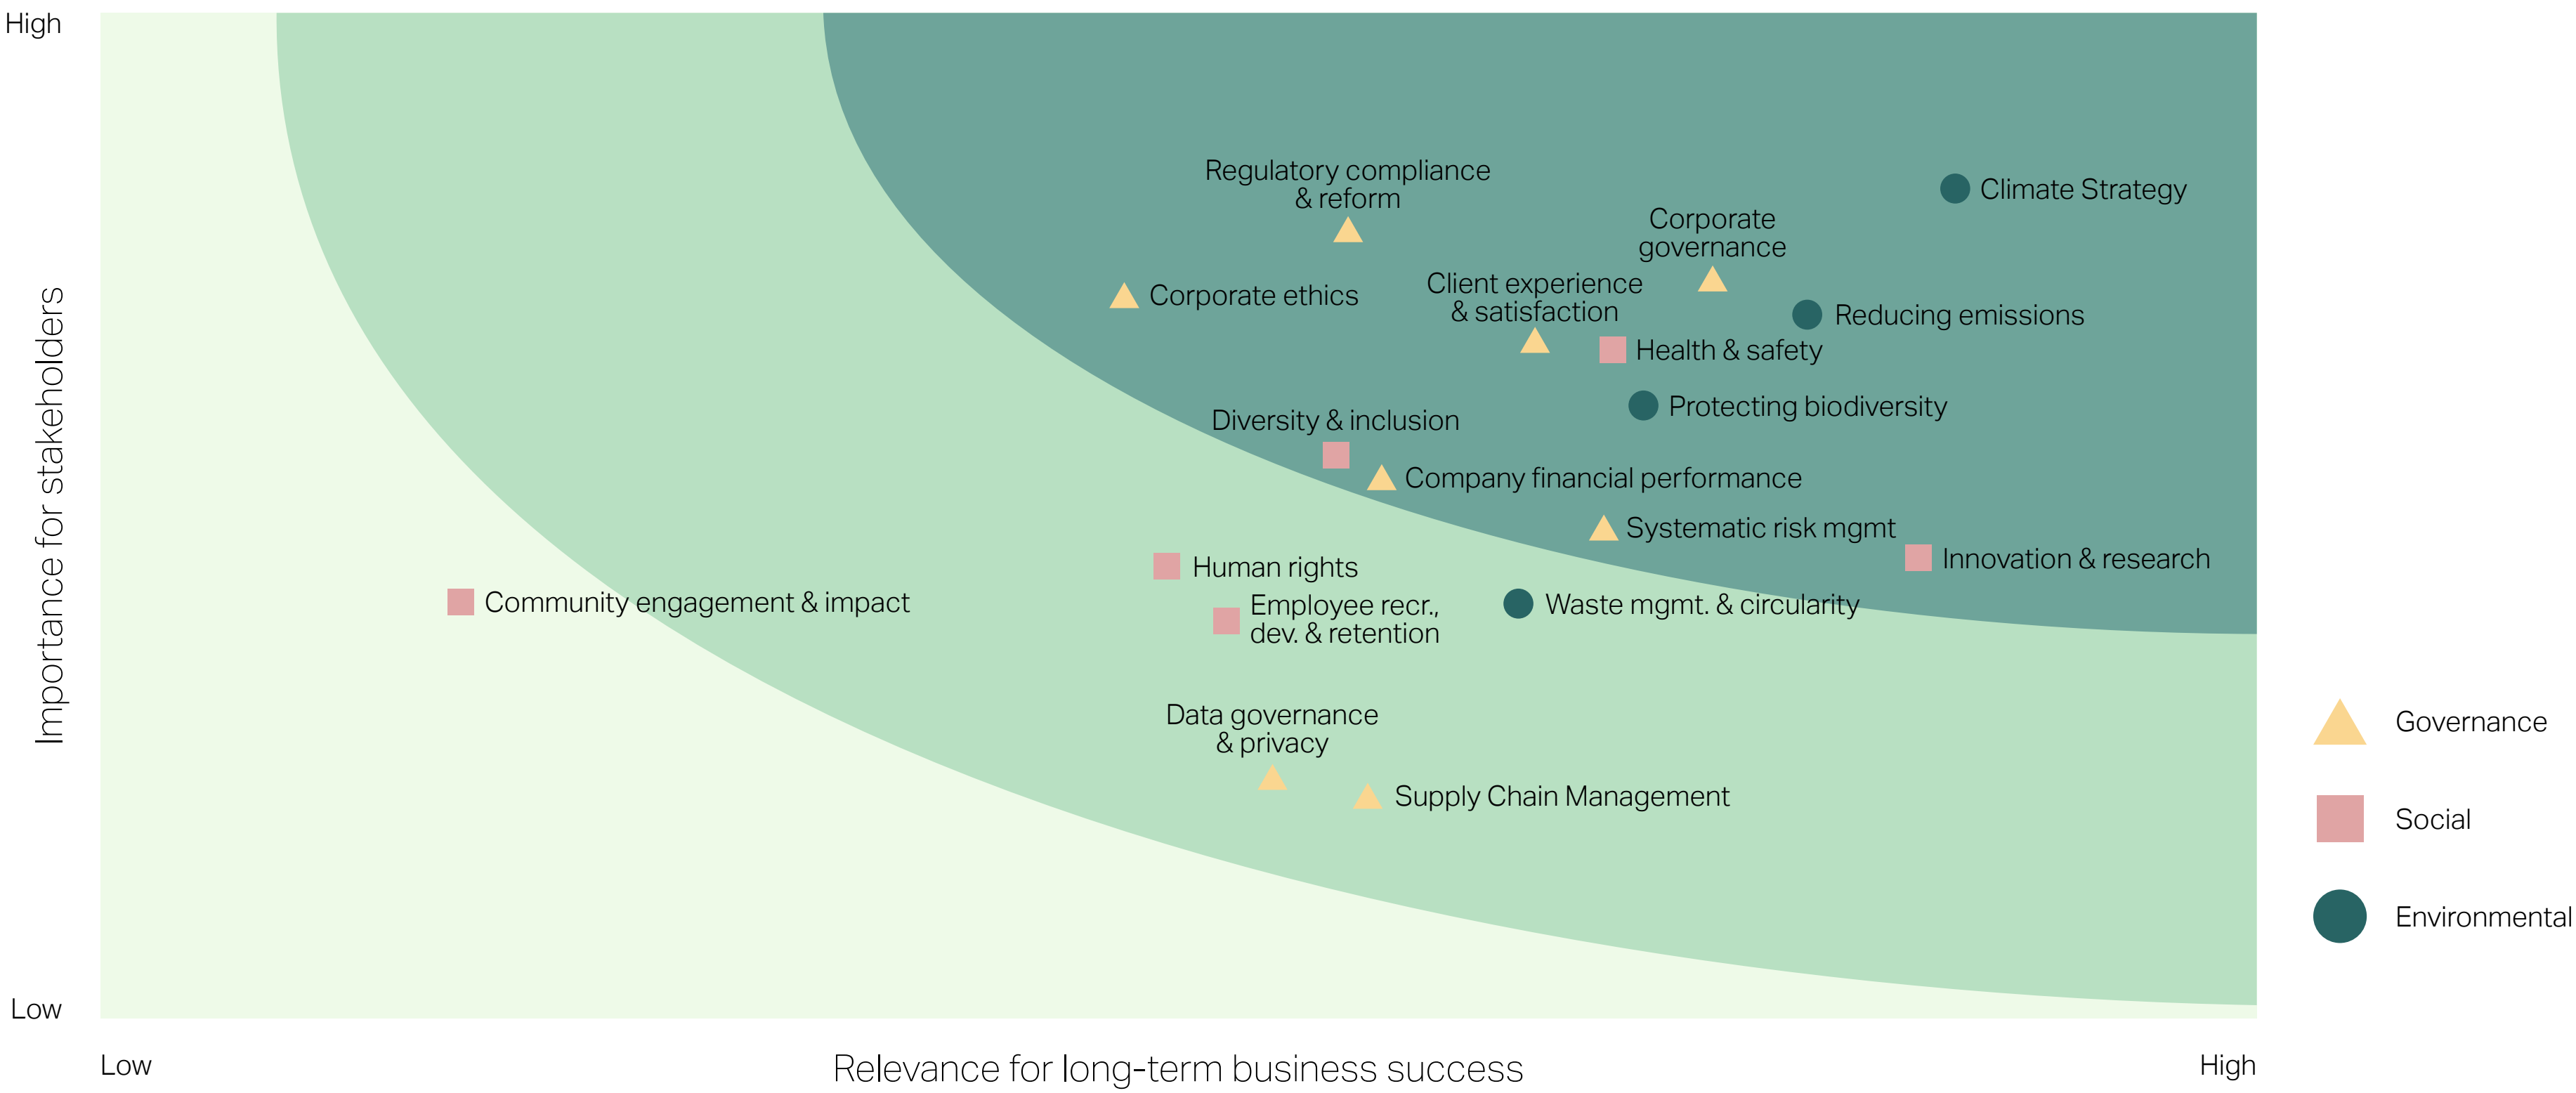 High
Regulatory compliance
& reform
Climate Strategy
Corporate
governance
Client experience
& satisfaction
Corporate ethics
Reducing emissions
Health & safety
Protecting biodiversity
Diversity & inclusion
Company financial performance
Systematic risk mgmt
Innovation & research
Human rights
Community engagement & impact
Employee recr.,
dev. & retention
Waste mgmt. & circularity
Data governance
& privacy
Supply Chain Management
Importance for stakeholders
Low
Low
Relevance for long-term business success
High
Governance
Social
Environmental